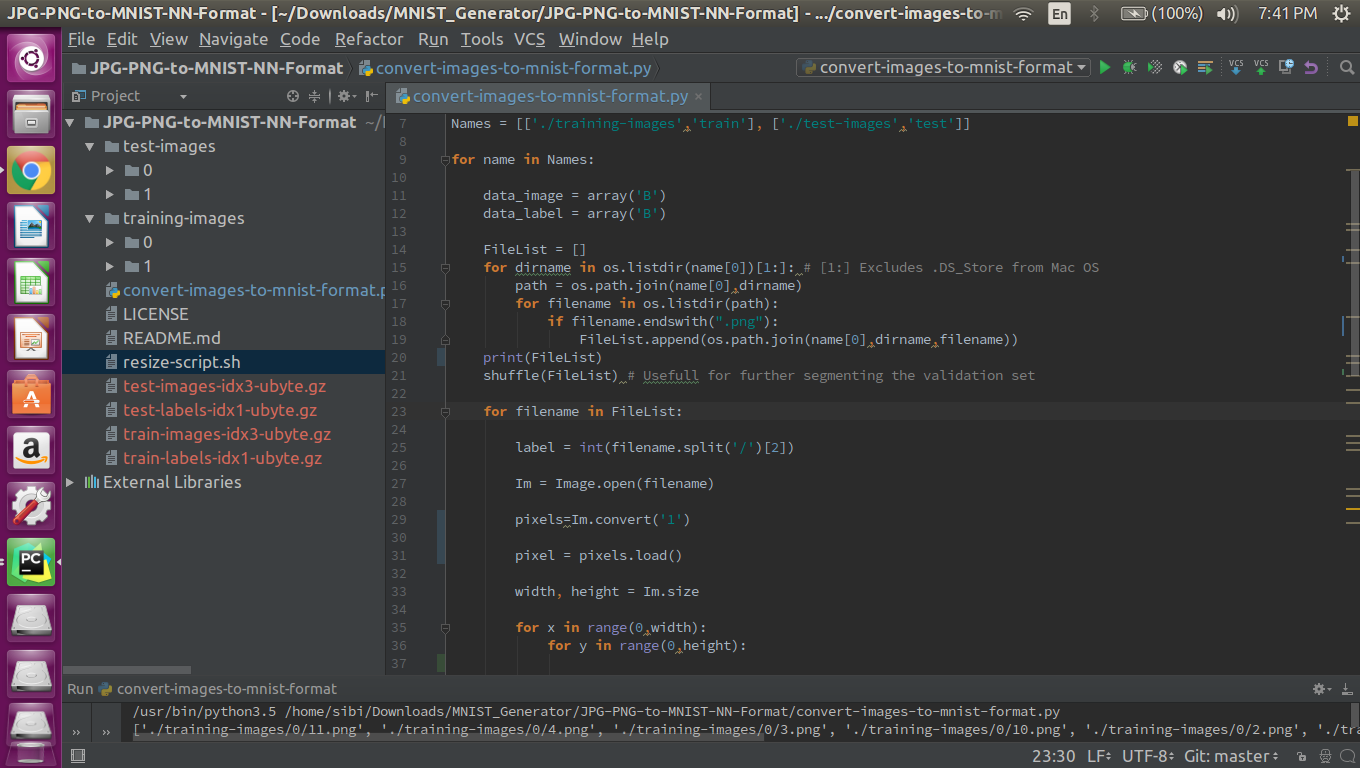 JPG-PNG-to-MNIST-NN-Format - [~/Downloads/MNIST_Generator/JPG-PNG-to-MNIST-NN-Format] - .../convert-images-to-m
En
(100%)
7:41 PM
File Edit View Navigate Code Refactor Run Tools VCS Window Help
JPG-PNG-to-MNIST-NN-Format
convert-images-to-mnist-format.py
convert-images-to-mnist-format
VCS
VCS
Project
convert-images-to-mnist-format.py ×
JPG-PNG-to-MNIST-NN-Format ~/
test-images
0
1
training-images
0
1
convert-images-to-mnist-format.p
LICENSE
README.md
resize-script.sh
test-images-idx3-ubyte.gz
test-labels-idx1-ubyte.gz
train-images-idx3-ubyte.gz
train-labels-idx1-ubyte.gz
External Libraries
PC
7 Names = [['./training-images','train'], ['./test-images','test']]
8
9 for name in Names:
10
11 data_image = array('B')
12 data_label = array('B')
13
14 FileList = []
15 for dirname in os.listdir(name[0])[1:]: # [1:] Excludes .DS_Store from Mac OS
16 path = os.path.join(name[0],dirname)
17 for filename in os.listdir(path):
18 if filename.endswith(".png"):
19 FileList.append(os.path.join(name[0],dirname,filename))
20 print(FileList)
21 shuffle(FileList) # Usefull for further segmenting the validation set
22
23 for filename in FileList:
24
25 label = int(filename.split('/')[2])
26
27 Im = Image.open(filename)
28
29 pixels=Im.convert('1')
30
31 pixel = pixels.load()
32
33 width, height = Im.size
34
35 for x in range(0,width):
36 for y in range(0,height):
37
Run convert-images-to-mnist-format
/usr/bin/python3.5 /home/sibi/Downloads/MNIST_Generator/JPG-PNG-to-MNIST-NN-Format/convert-images-to-mnist-format.py
['./training-images/0/11.png', './training-images/0/4.png', './training-images/0/3.png', './training-images/0/10.png', './training-images/0/2.png', './tra
23:30 LF UTF-8 Git: master